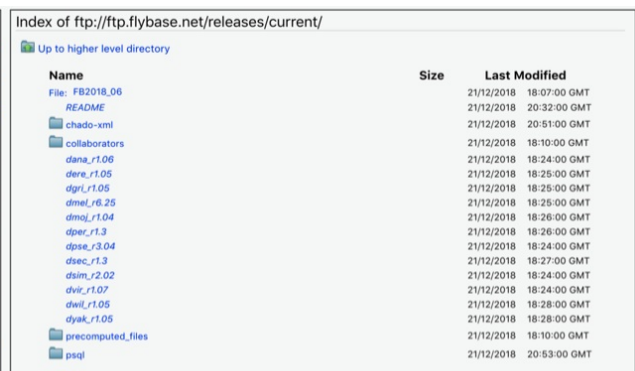 Index of ftp://ftp.flybase.net/releases/current/
Up to higher level directory
Name Size Last Modified
File: FB2018_06 21/12/2018 18:07:00 GMT
README 21/12/2018 20:32:00 GMT
chado-xml 21/12/2018 20:51:00 GMT
collaborators 21/12/2018 18:10:00 GMT
dana_r1.06 21/12/2018 18:24:00 GMT
dere_r1.05 21/12/2018 18:25:00 GMT
dgri_r1.05 21/12/2018 18:25:00 GMT
dmel_r6.25 21/12/2018 18:25:00 GMT
dmoj_r1.04 21/12/2018 18:26:00 GMT
dper_r1.3 21/12/2018 18:26:00 GMT
dpse_r3.04 21/12/2018 18:24:00 GMT
dsec_r1.3 21/12/2018 18:27:00 GMT
dsim_r2.02 21/12/2018 18:24:00 GMT
dvir_r1.07 21/12/2018 18:24:00 GMT
dwil_r1.05 21/12/2018 18:28:00 GMT
dyak_r1.05 21/12/2018 18:28:00 GMT
precomputed_files 21/12/2018 18:10:00 GMT
psql 21/12/2018 20:53:00 GMT